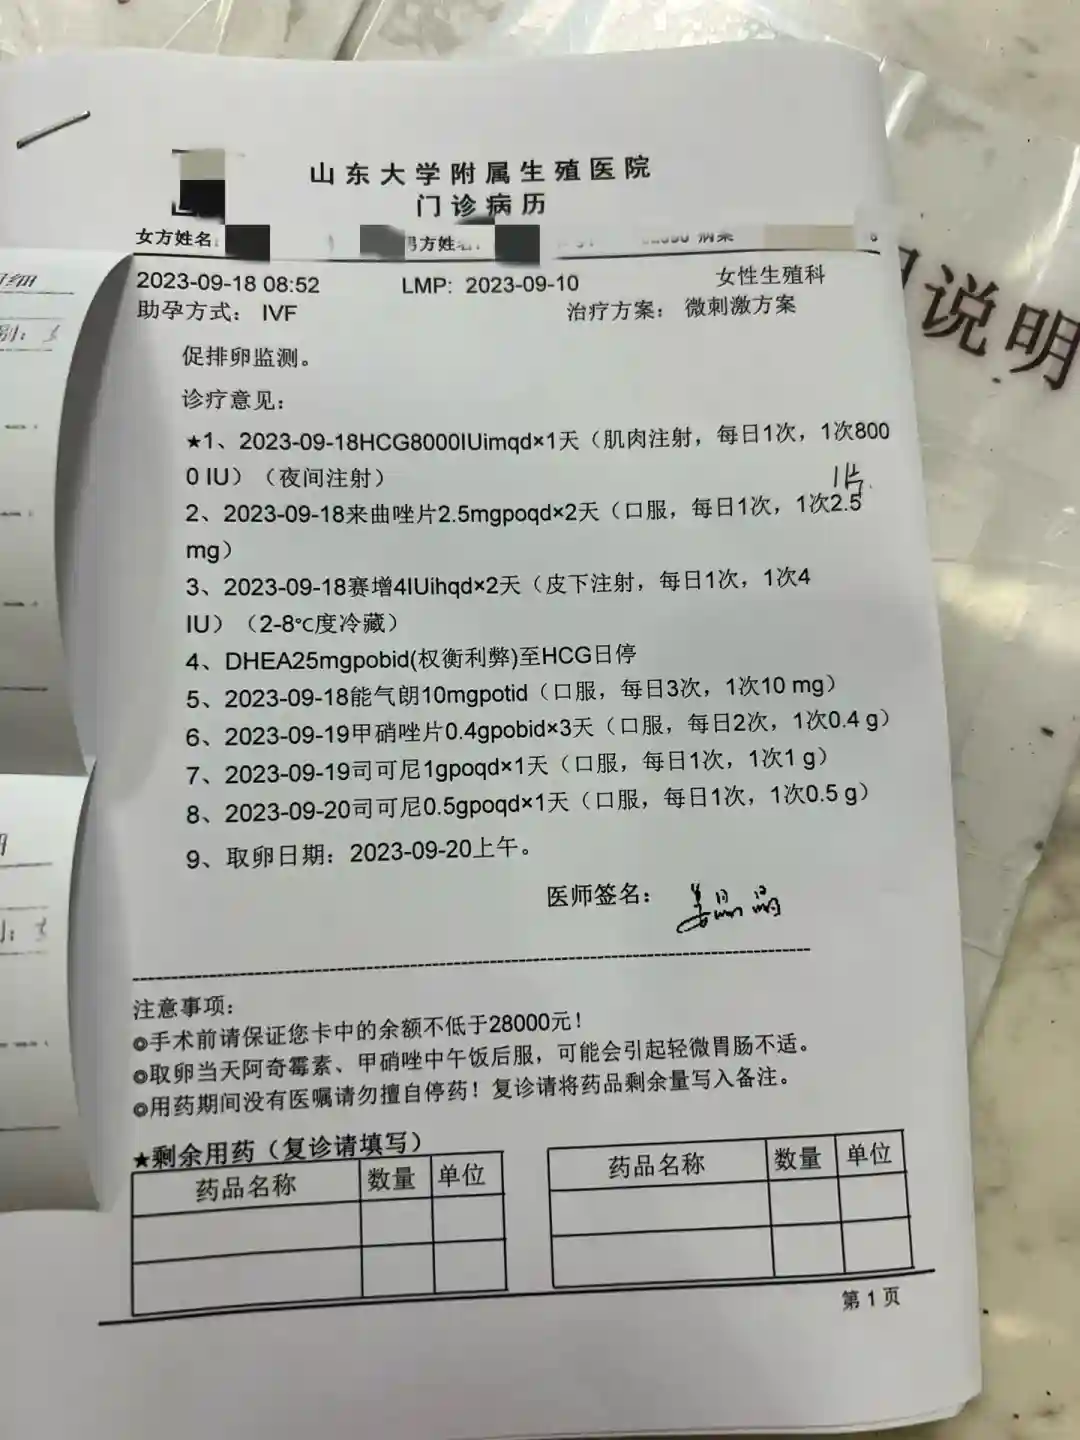 山东大学附属生殖医院
门诊病历
女方姓名:
男方姓名:
病案
2023-09-18 08:52 LMP: 2023-09-10 女性生殖科
助孕方式: IVF 治疗方案: 微刺激方案
促排卵监测。
诊疗意见:
★1、2023-09-18HCG8000IUimqd×1天（肌肉注射，每日1次，1次800
0 IU）（夜间注射）
1片
2、2023-09-18来曲唑片2.5mgpoqd×2天（口服，每日1次，1次2.5
mg）
3、2023-09-18赛增4IUihqd×2天（皮下注射，每日1次，1次4
IU）（2-8℃度冷藏）
4、DHEA25mgpobid(权衡利弊)至HCG日停
5、2023-09-18能气朗10mgpotid（口服，每日3次，1次10 mg）
6、2023-09-19甲硝唑片0.4gpobid×3天（口服，每日2次，1次0.4 g）
7、2023-09-19司可尼1gpoqd×1天（口服，每日1次，1次1 g）
8、2023-09-20司可尼0.5gpoqd×1天（口服，每日1次，1次0.5 g）
9、取卵日期：2023-09-20上午。
医师签名:
注意事项:
◎手术前请保证您卡中的余额不低于28000元！
◎取卵当天阿奇霉素、甲硝唑中午饭后服，可能会引起轻微胃肠不适。
◎用药期间没有医嘱请勿擅自停药！复诊请将药品剩余量写入备注。
★剩余用药（复诊请填写）
药品名称 数量 单位 药品名称 数量 单位
第 1 页
说明
细
别: